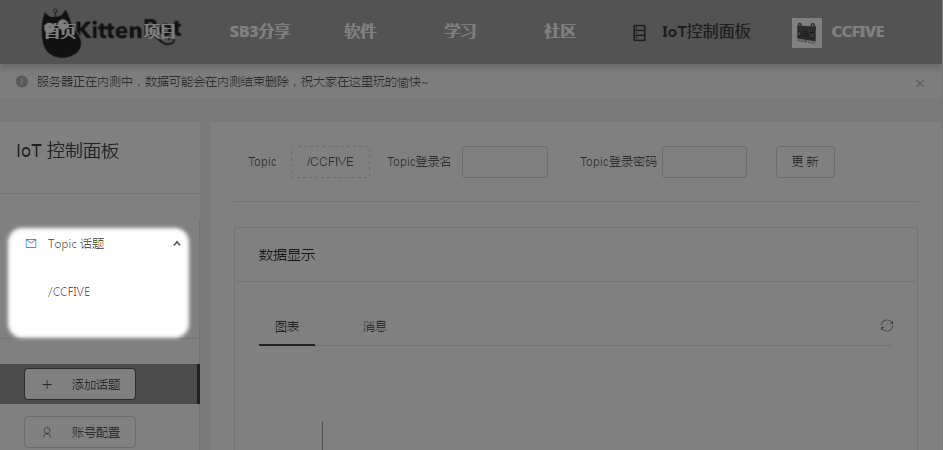 KittenBot
首页 项目 SB3分享 软件 学习 社区 IoT控制面板 CCFIVE
服务器正在内测中，数据可能会在内测结束删除，祝大家在这里玩的愉快~
IoT 控制面板
Topic /CCFIVE Topic登录名 Topic登录密码 更新
Topic 话题
/CCFIVE
数据显示
图表 消息
添加话题
账号配置